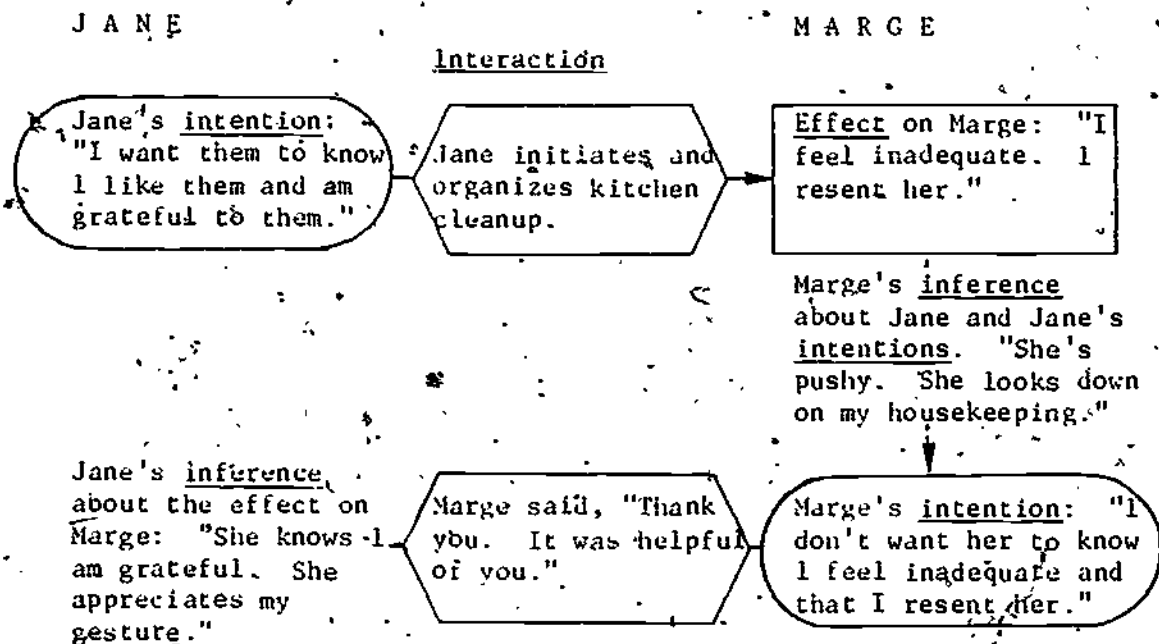 J A N E
M A R G E
Interaction
Jane's intention:
"I want them to know
I like them and am
grateful to them."
Jane initiates and
organizes kitchen
cleanup.
Effect on Marge: "I
feel inadequate. I
resent her."
Marge's inference
about Jane and Jane's
intentions. "She's
pushy. She looks down
on my housekeeping."
Marge's intention: "I
don't want her to know
I feel inadequate and
that I resent her."
Marge said, "Thank
you. It was helpful
of you."
Jane's inference
about the effect on
Marge: "She knows I
am grateful. She
appreciates my
gesture."